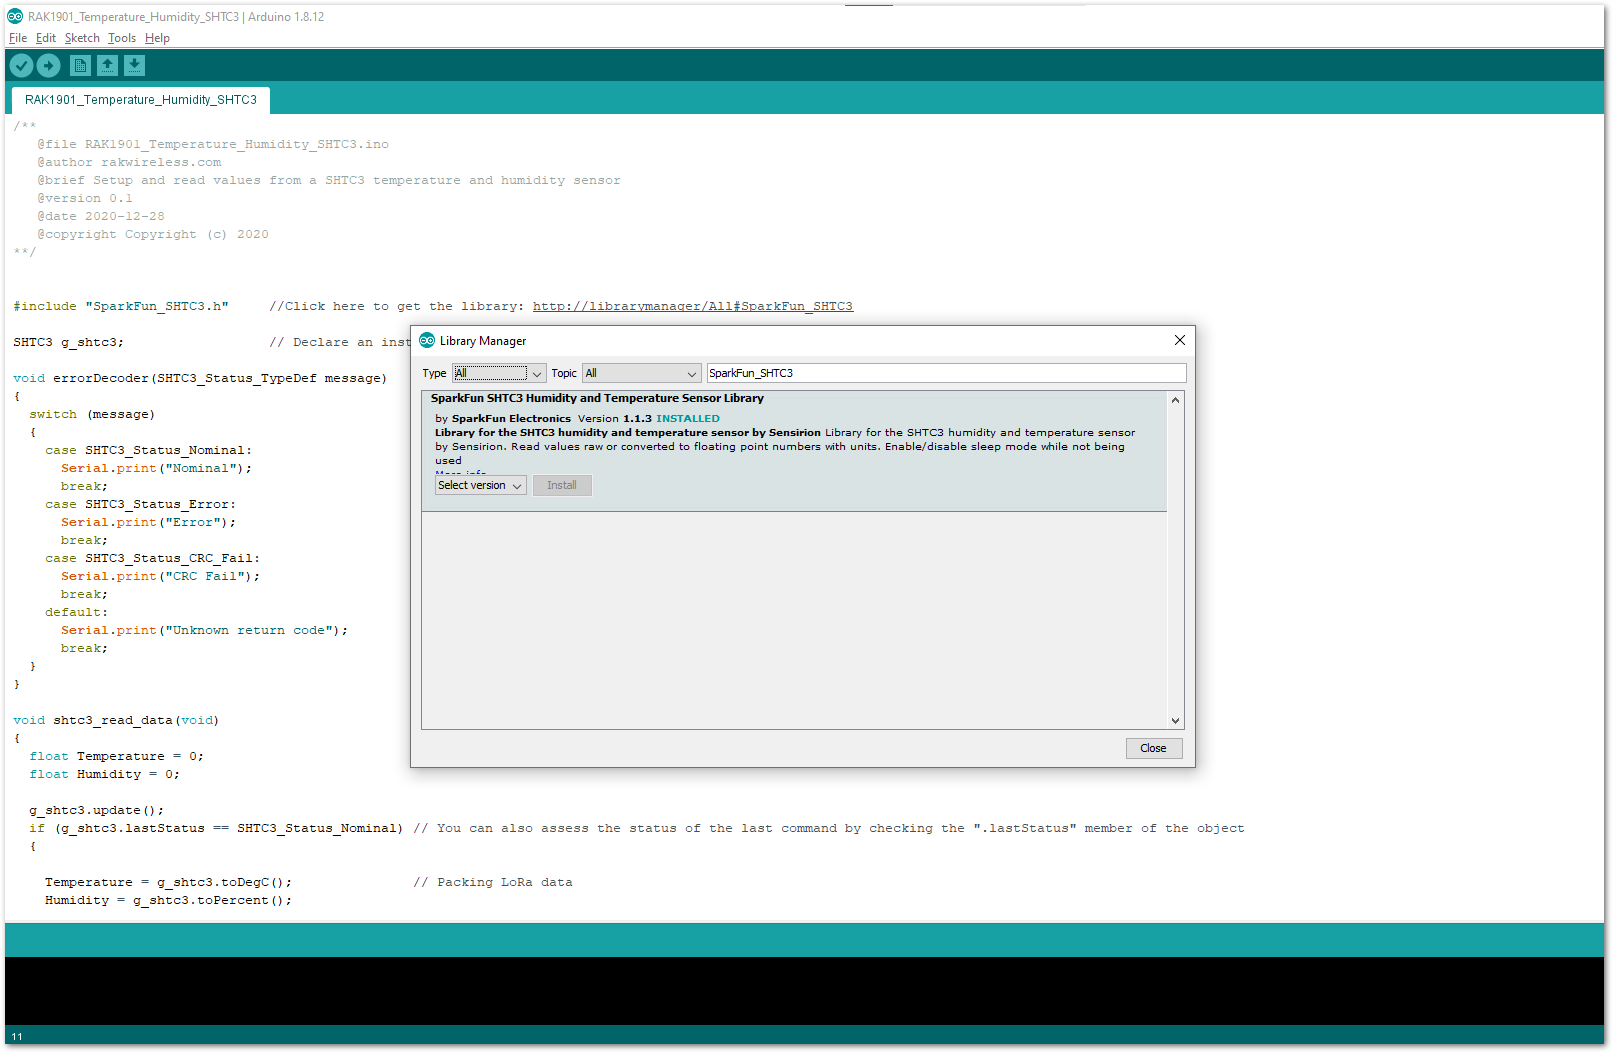 RAK1901_Temperature_Humidity_SHTC3 | Arduino 1.8.12
File Edit Sketch Tools Help
RAK1901_Temperature_Humidity_SHTC3
/**
@file RAK1901_Temperature_Humidity_SHTC3.ino
@author rakwireless.com
@brief Setup and read values from a SHTC3 temperature and humidity sensor
@version 0.1
@date 2020-12-28
@copyright Copyright (c) 2020
**/
#include "SparkFun_SHTC3.h" //Click here to get the library: http://librarymanager/All#SparkFun_SHTC3
SHTC3 g_shtc3; // Declare an inst
void errorDecoder(SHTC3_Status_TypeDef message)
{
switch (message)
{
case SHTC3_Status_Nominal:
Serial.print("Nominal");
break;
case SHTC3_Status_Error:
Serial.print("Error");
break;
case SHTC3_Status_CRC_Fail:
Serial.print("CRC Fail");
break;
default:
Serial.print("Unknown return code");
break;
}
}
void shtc3_read_data(void)
{
float Temperature = 0;
float Humidity = 0;
g_shtc3.update();
if (g_shtc3.lastStatus == SHTC3_Status_Nominal) // You can also assess the status of the last command by checking the ".lastStatus" member of the object
{
Temperature = g_shtc3.toDegC(); // Packing LoRa data
Humidity = g_shtc3.toPercent();
Library Manager
Type All Topic All SparkFun_SHTC3
SparkFun SHTC3 Humidity and Temperature Sensor Library
by SparkFun Electronics Version 1.1.3 INSTALLED
Library for the SHTC3 humidity and temperature sensor by Sensirion Library for the SHTC3 humidity and temperature sensor
by Sensirion. Read values raw or converted to floating point numbers with units. Enable/disable sleep mode while not being
used
More info
Select version Install
Close
11